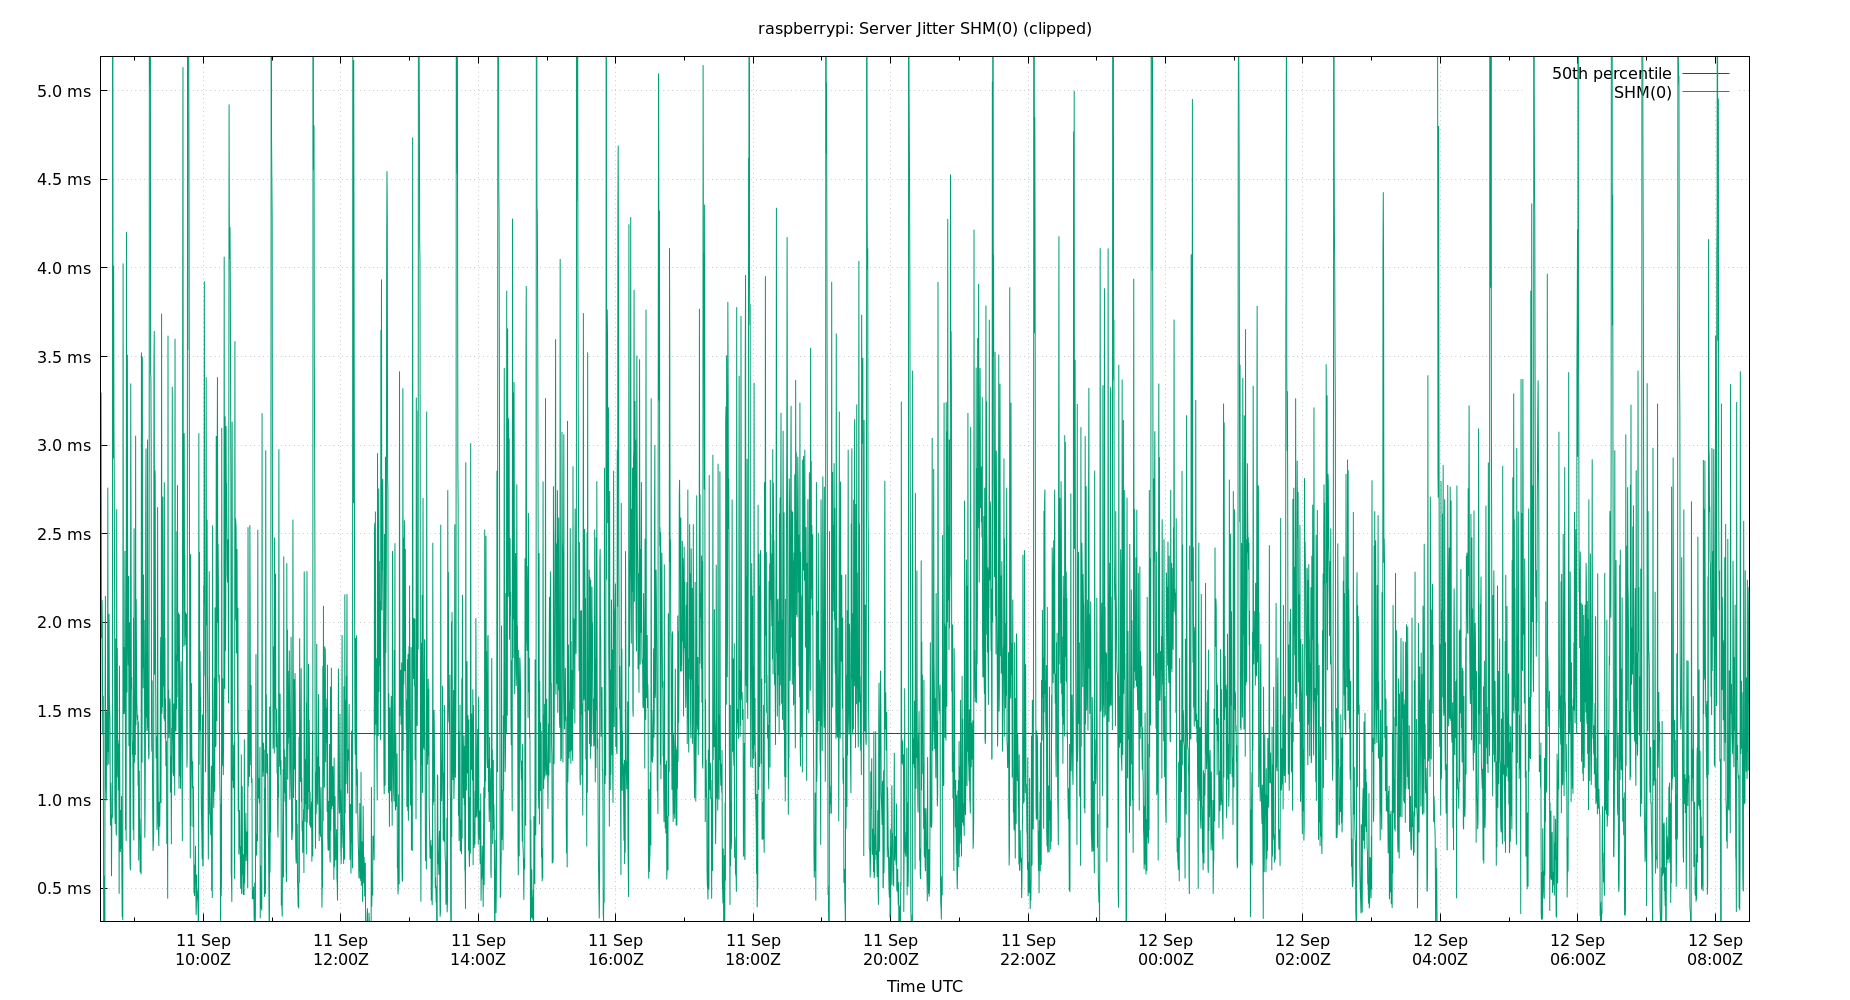 raspberrypi: Server Jitter SHM(0) (clipped)
50th percentile
SHM(0)
5.0 ms
4.5 ms
4.0 ms
3.5 ms
3.0 ms
2.5 ms
2.0 ms
1.5 ms
1.0 ms
0.5 ms
11 Sep 11 Sep 11 Sep 11 Sep 11 Sep 11 Sep 11 Sep 12 Sep 12 Sep 12 Sep 12 Sep 12 Sep
10:00Z 12:00Z 14:00Z 16:00Z 18:00Z 20:00Z 22:00Z 00:00Z 02:00Z 04:00Z 06:00Z 08:00Z
Time UTC